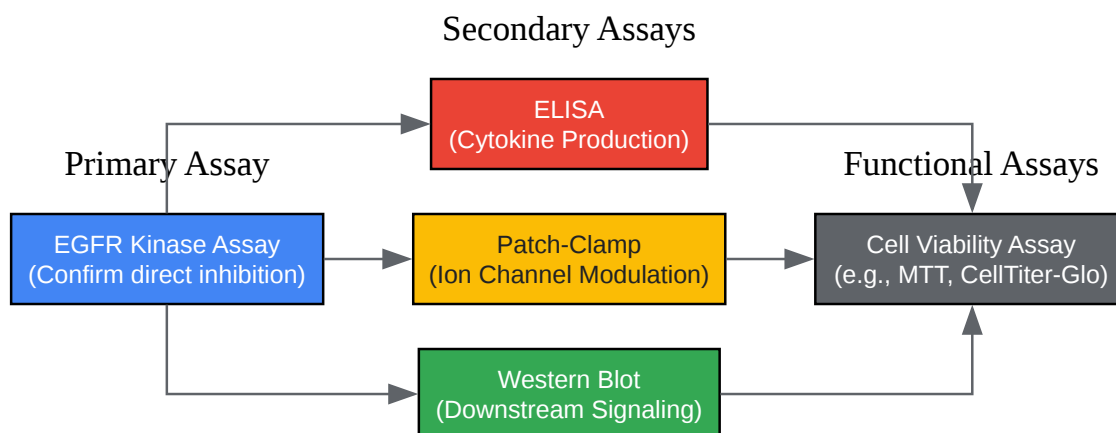 Secondary Assays
ELISA
(Cytokine Production)
Primary Assay
Functional Assays
EGFR Kinase Assay
(Confirm direct inhibition)
Patch-Clamp
(Ion Channel Modulation)
Cell Viability Assay
(e.g., MTT, CellTiter-Glo)
Western Blot
(Downstream Signaling)